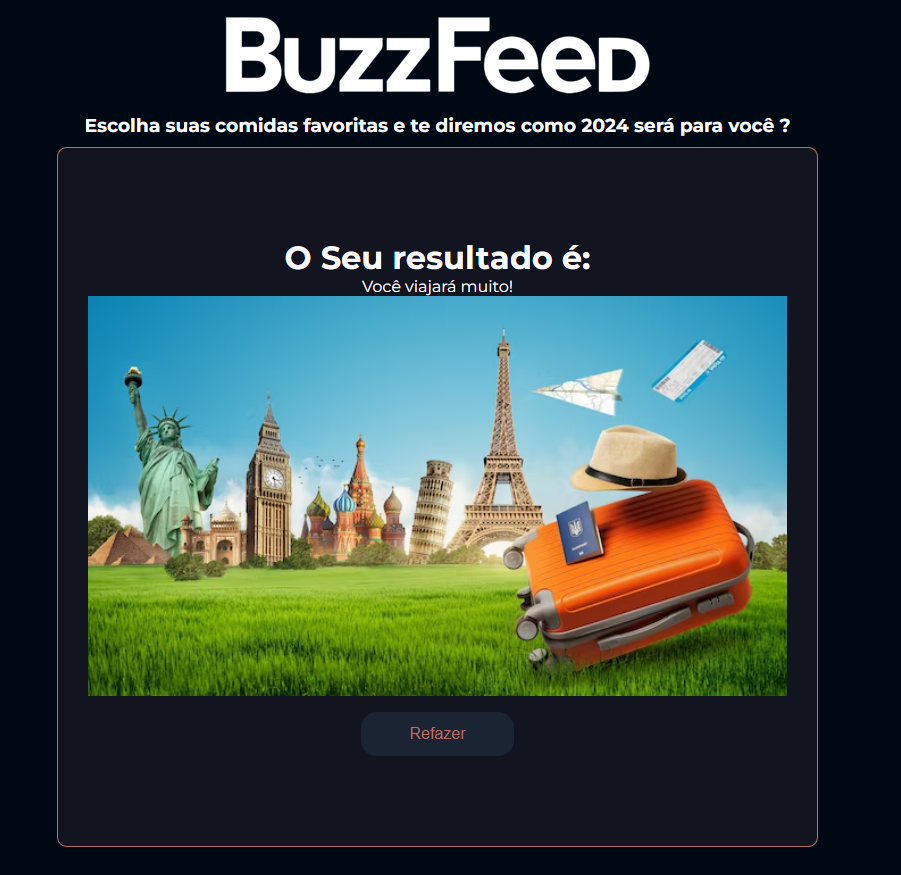 BuzzFeed
Escolha suas comidas favoritas e te diremos como 2024 será para você ?
O Seu resultado é:
Você viajará muito!
Refazer